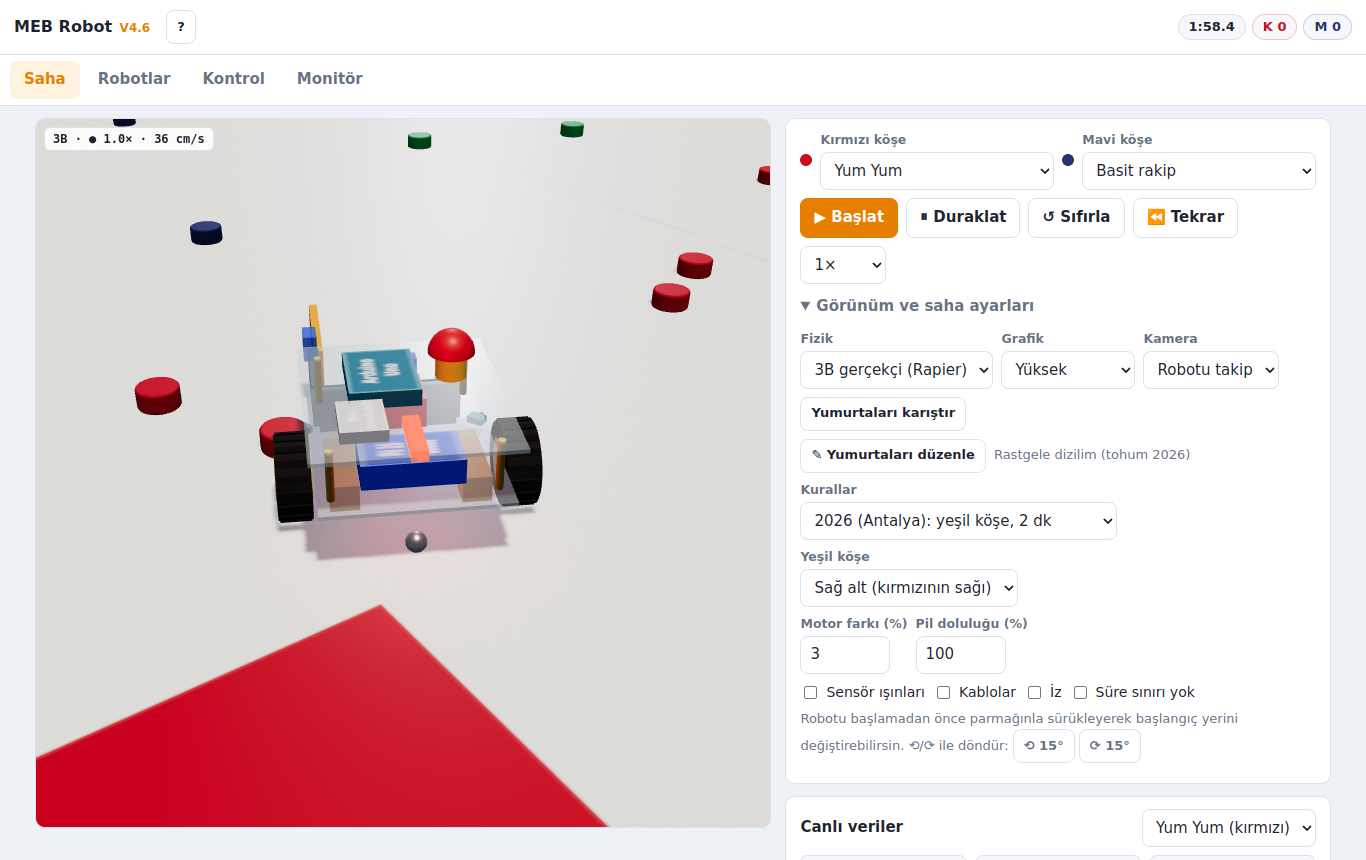 MEB Robot V4.6 ?
1:58.4 K 0 M 0
Saha Robotlar Kontrol Monitör
3B · ● 1.0× · 36 cm/s
Arduino
Uno
Kırmızı köşe Mavi köşe
Yum Yum Basit rakip
▶ Başlat ⏸ Duraklat ↺ Sıfırla ⏪ Tekrar
1×
▼ Görünüm ve saha ayarları
Fizik Grafik Kamera
3B gerçekçi (Rapier) Yüksek Robotu takip
Yumurtaları karıştır
✎ Yumurtaları düzenle Rastgele dizilim (tohum 2026)
Kurallar
2026 (Antalya): yeşil köşe, 2 dk
Yeşil köşe
Sağ alt (kırmızının sağı)
Motor farkı (%) Pil doluluğu (%)
3 100
Sensör ışınları Kablolar İz Süre sınırı yok
Robotu başlamadan önce parmağınla sürükleyerek başlangıç yerini
değiştirebilirsin. ⟲/⟳ ile döndür: ⟲ 15° ⟳ 15°
Canlı veriler Yum Yum (kırmızı)